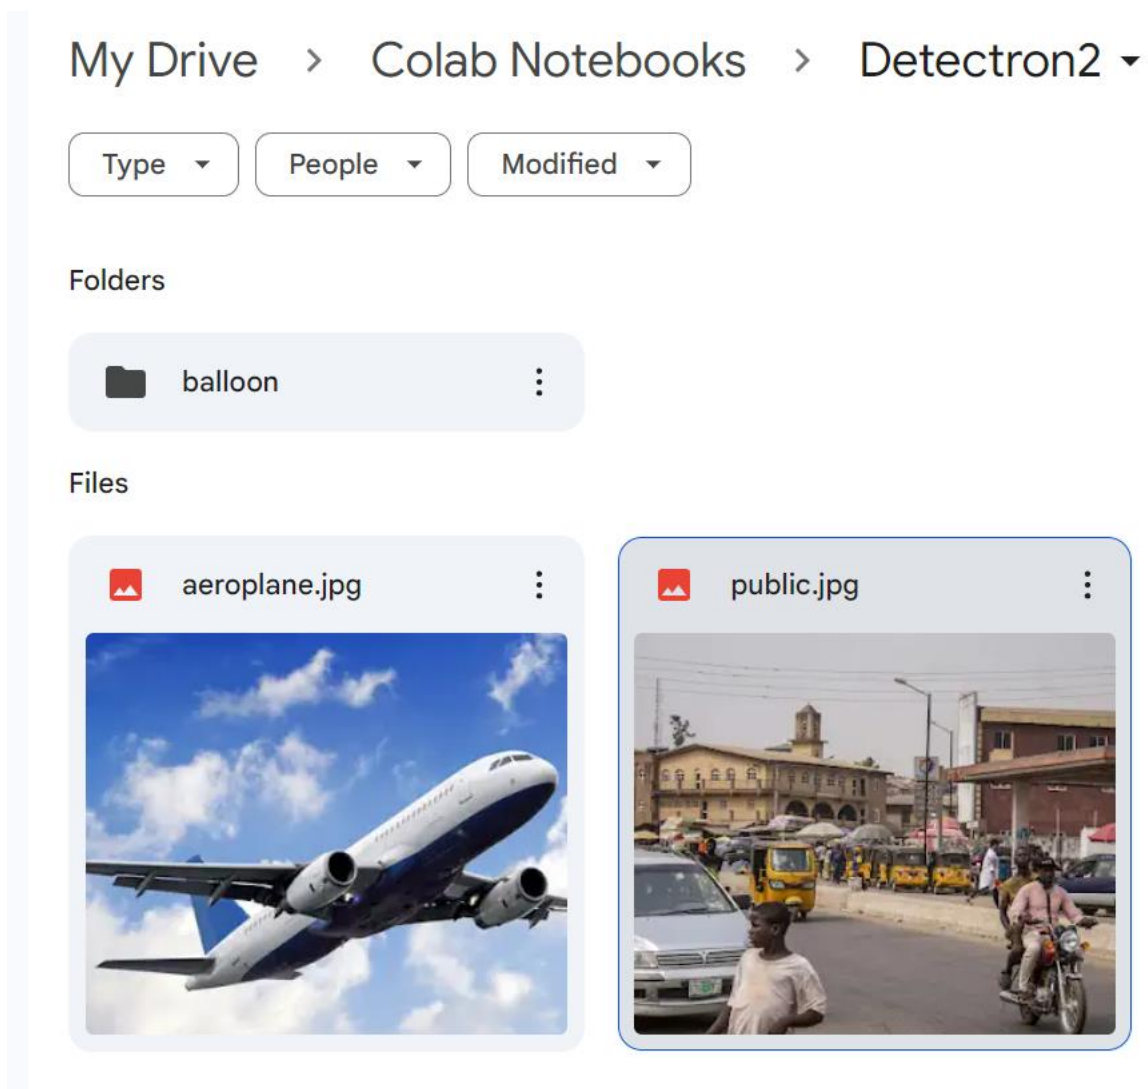 My Drive > Colab Notebooks > Detectron2
Type People Modified
Folders
balloon
Files
aeroplane.jpg public.jpg